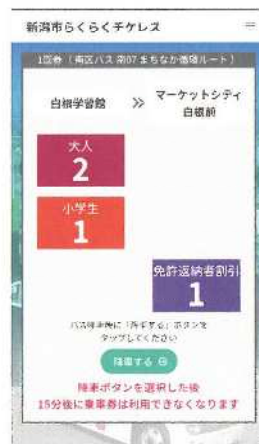 新潟市らくらくチケレス
1回券(南区バス 南07 まちなか循環ルート)
白根学習館
マーケットシティ
白根前
大人
2
小学生
1
免許返納者割引
1
バス降車時に「降車する」ボタンを
タップしてください
降車する
降車ボタンを選択した後
15分後に乗車券は利用できなくなります